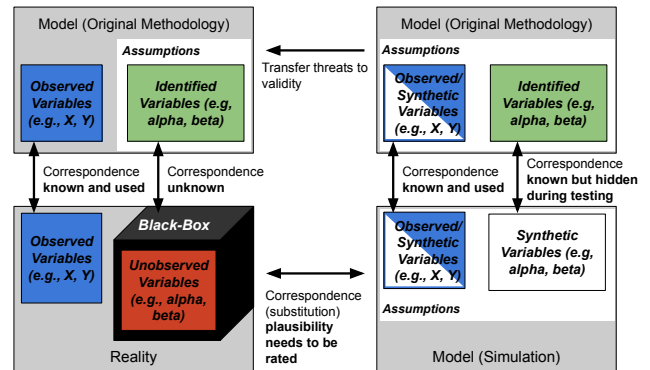 Model (Original Methodology)
Assumptions
Observed
Variables
(e.g., X, Y)
Identified
Variables (e.g,
alpha, beta)
Transfer threats to
validity
Model (Original Methodology)
Assumptions
Observed/
Synthetic
Variables
(e.g., X, Y)
Identified
Variables (e.g,
alpha, beta)
Correspondence
known and used
Correspondence
unknown
Correspondence
known and used
Correspondence
known but hidden
during testing
Observed
Variables
(e.g., X, Y)
Black-Box
Unobserved
Variables
(e.g., alpha,
beta)
Reality
Correspondence
(substitution)
plausibility
needs to be
rated
Observed/
Synthetic
Variables
(e.g., X, Y)
Synthetic
Variables (e.g,
alpha, beta)
Assumptions
Model (Simulation)